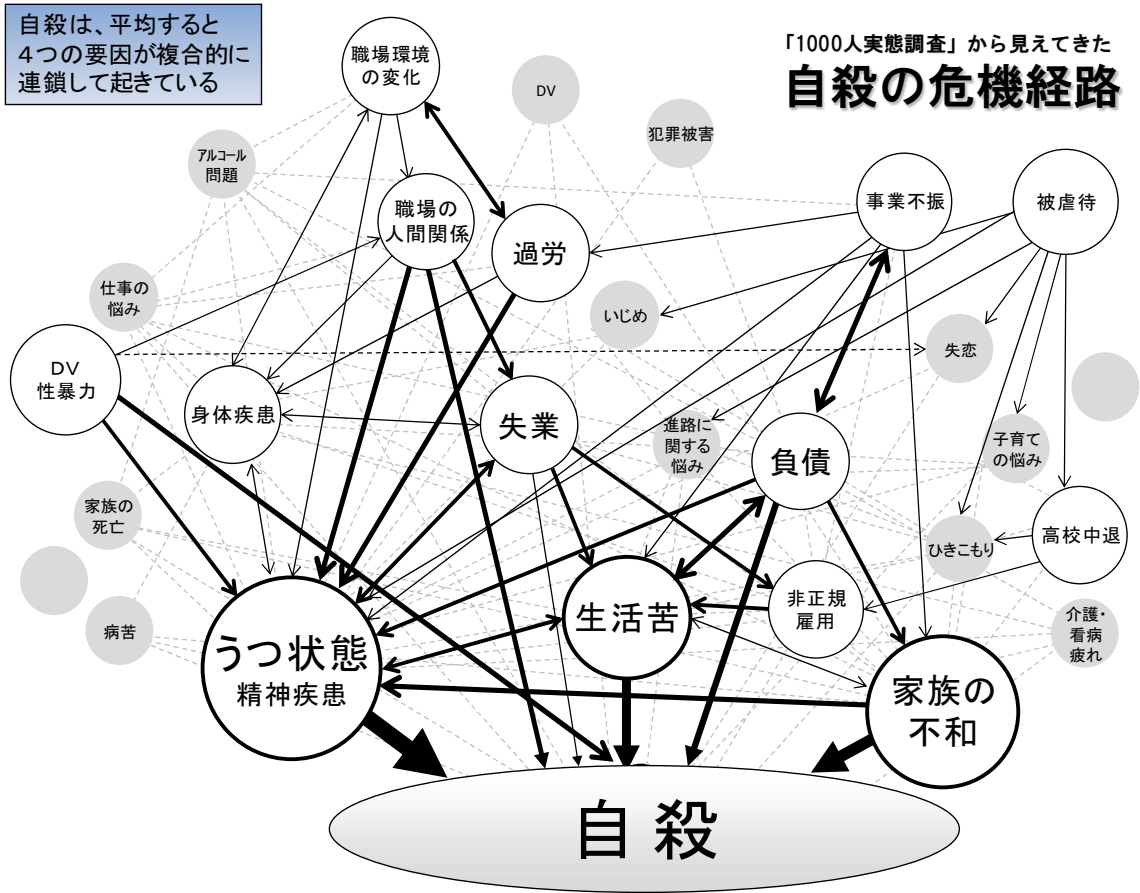 自殺は、平均すると
4つの要因が複合的に
連鎖して起きている
「1000人実態調査」から見えてきた
自殺の危機経路
職場環境
の変化
DV
犯罪被害
アルコール
問題
職場の
人間関係
過労
事業不振
被虐待
仕事の
悩み
いじめ
失恋
DV
性暴力
身体疾患
失業
進路に
関する
悩み
負債
子育て
の悩み
家族の
死亡
ひきこもり
高校中退
病苦
うつ状態
精神疾患
生活苦
非正規
雇用
介護・
看病
疲れ
家族の
不和
自殺